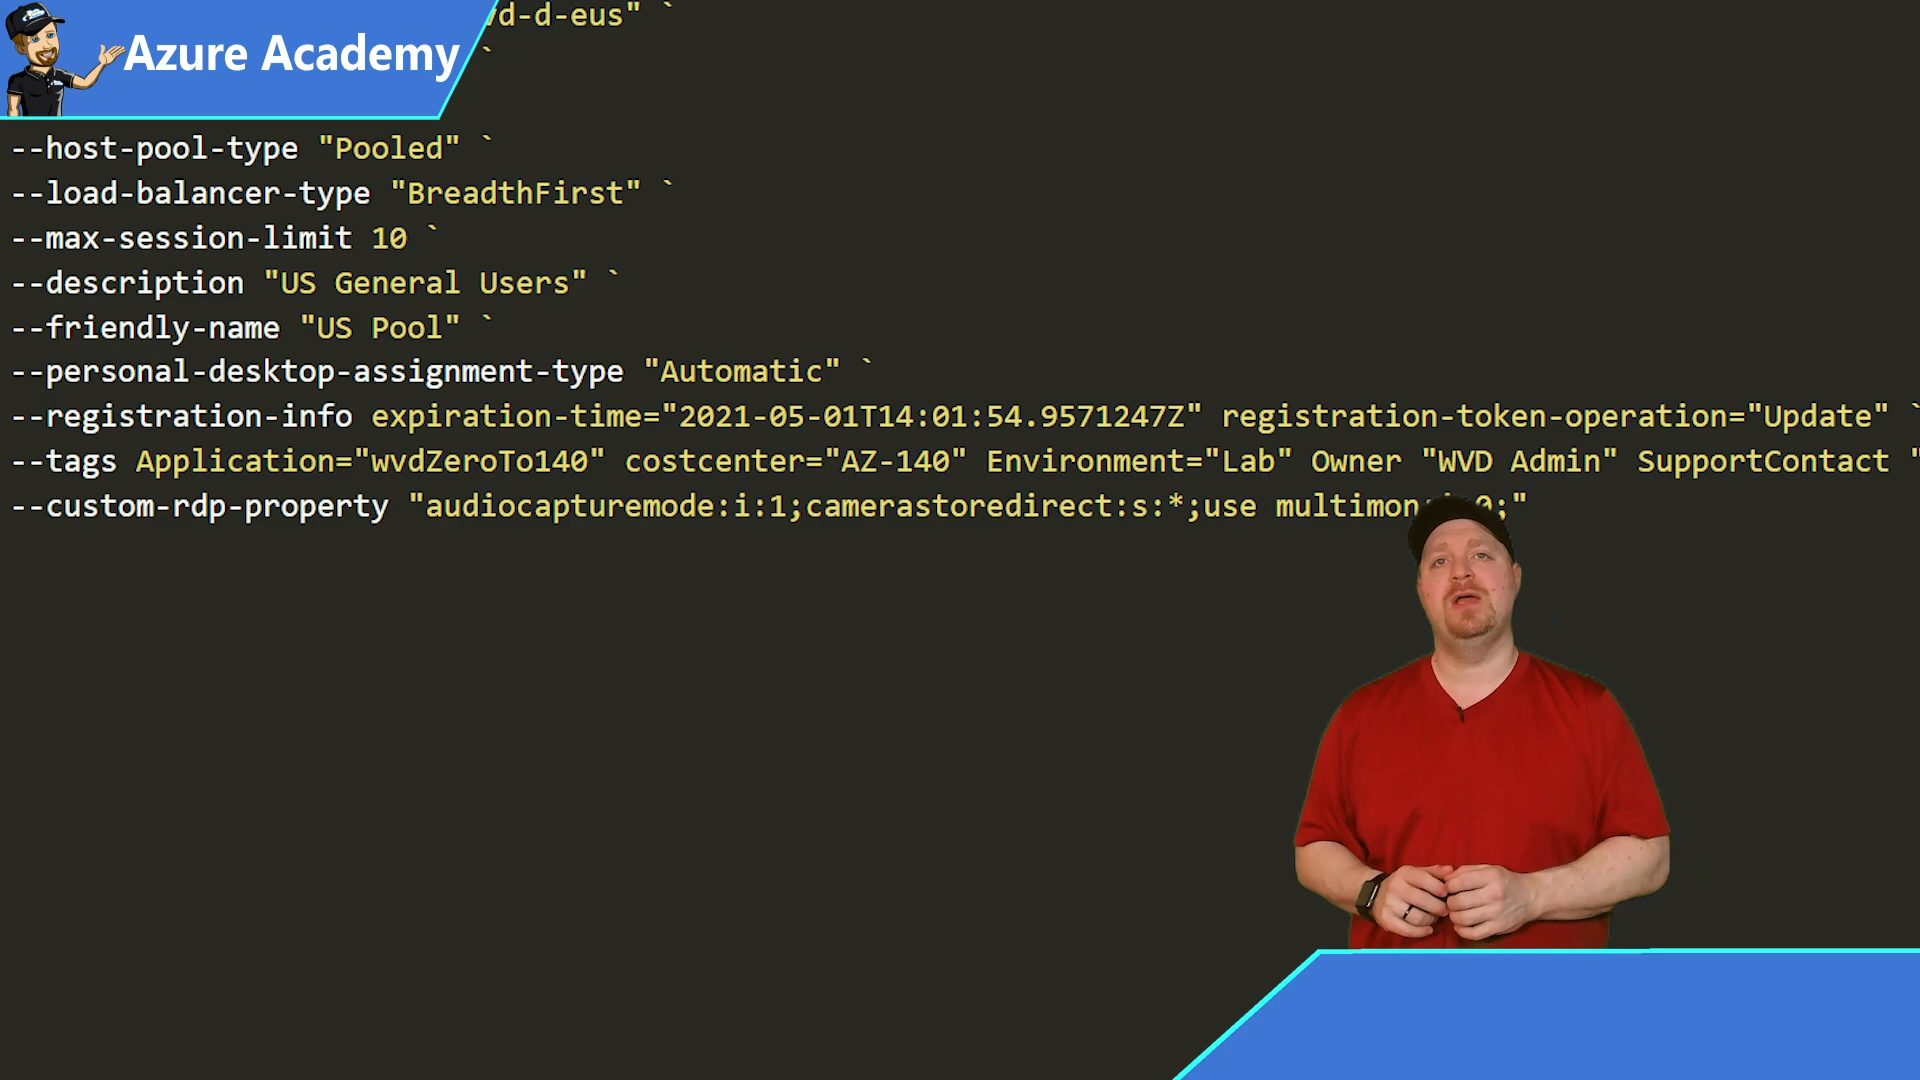 Azure Academy
vd-d-eus" `
`
--host-pool-type "Pooled" `
--load-balancer-type "BreadthFirst" `
--max-session-limit 10 `
--description "US General Users" `
--friendly-name "US Pool" `
--personal-desktop-assignment-type "Automatic" `
--registration-info expiration-time="2021-05-01T14:01:54.9571247Z" registration-token-operation="Update" `
--tags Application="wvdZeroTo140" costcenter="AZ-140" Environment="Lab" Owner "WVD Admin" SupportContact "
--custom-rdp-property "audiocapturemode:i:1;camerastoredirect:s:*;use multimon 0;"